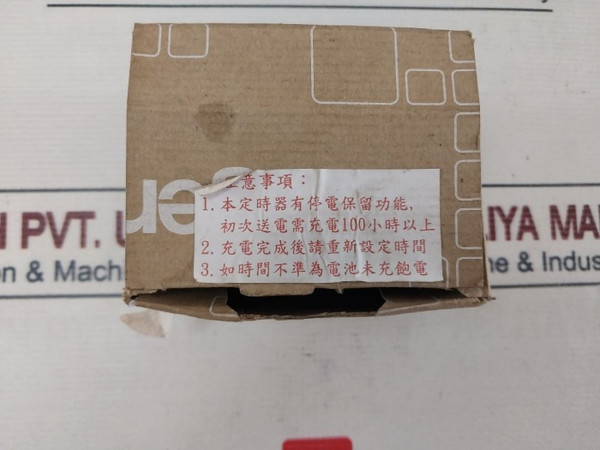 注意事項：
1. 本定時器有停電保留功能,
初次送電需充電100小時以上
2. 充電完成後請重新設定時間
3. 如時間不準為電池未充飽電
PVT.
IYA MA
on & Mach
e & Indus